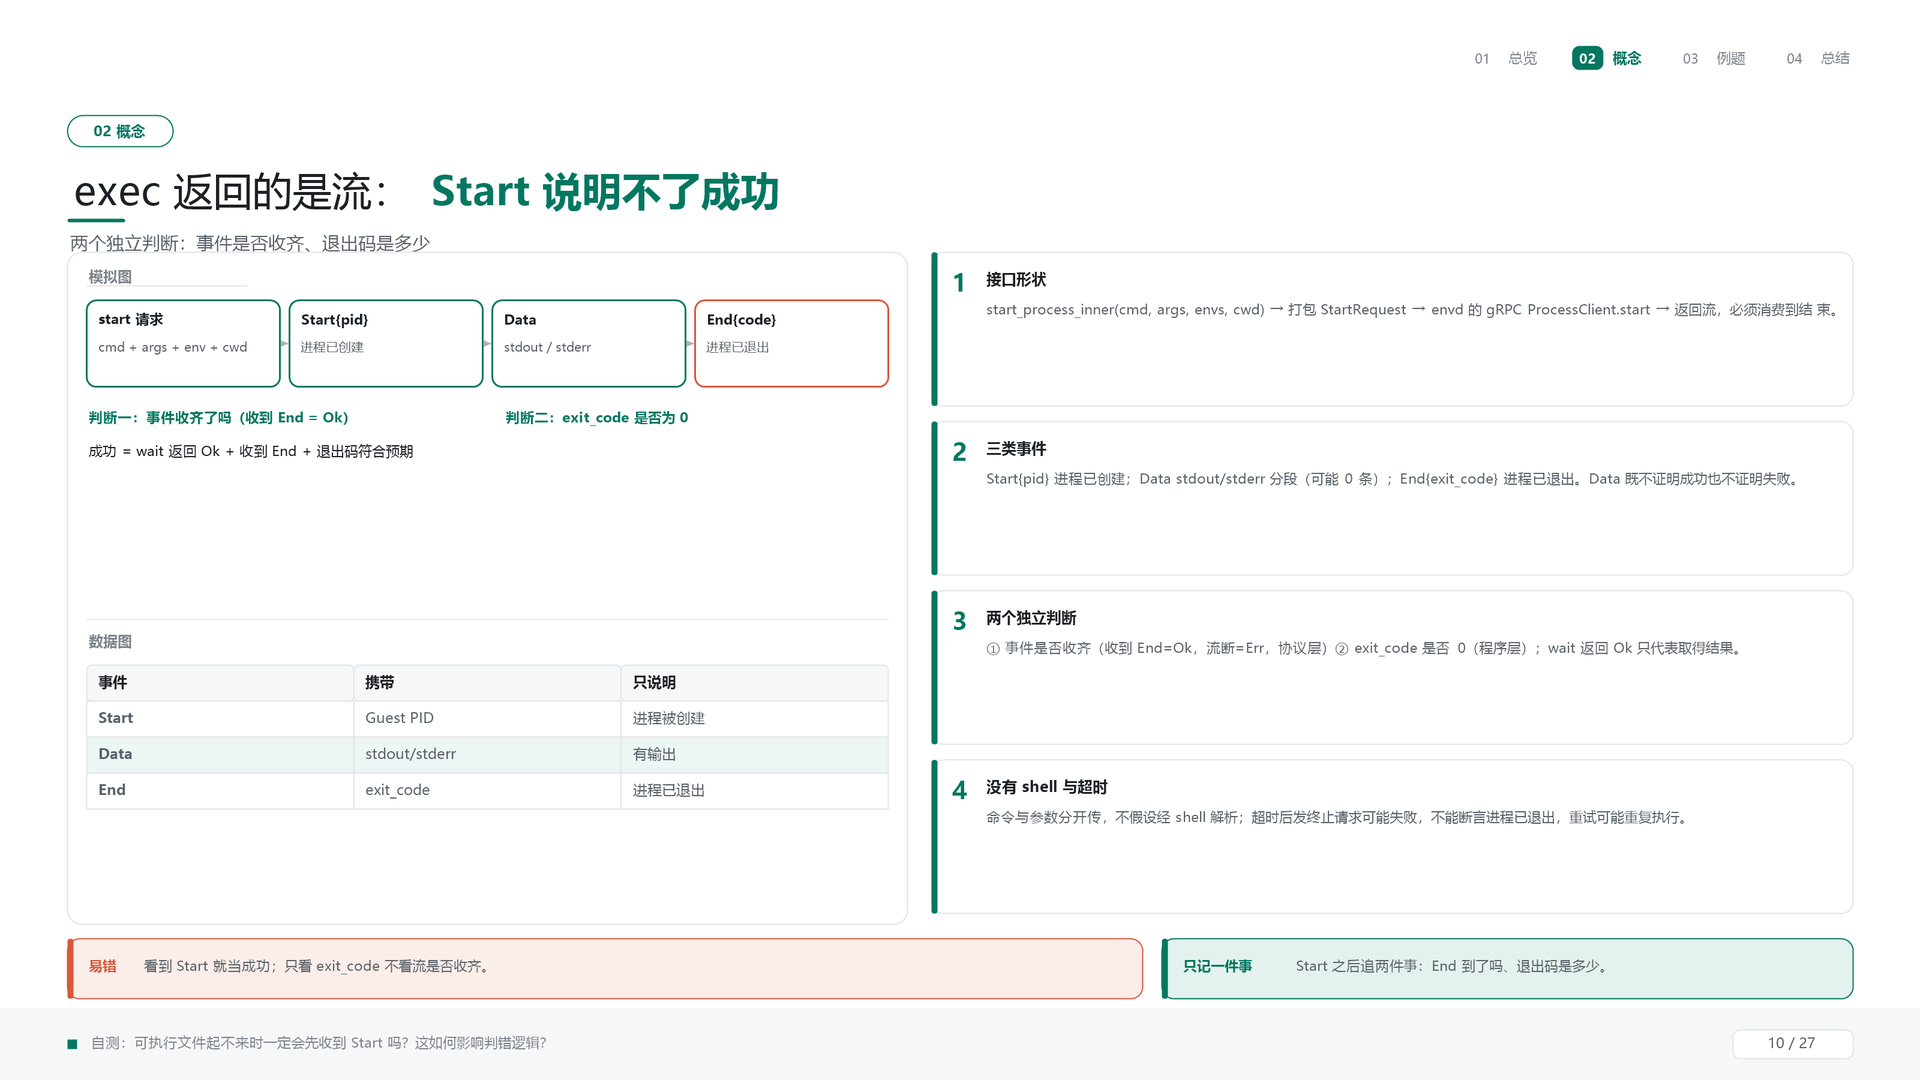 01 总览 02 概念 03 例题 04 总结
02 概念
exec 返回的是流： Start 说明不了成功
两个独立判断：事件是否收齐、退出码是多少
模拟图
start 请求
cmd + args + env + cwd
Start{pid}
进程已创建
Data
stdout / stderr
End{code}
进程已退出
判断一：事件收齐了吗（收到 End = Ok）
判断二：exit_code 是否为 0
成功 = wait 返回 Ok + 收到 End + 退出码符合预期
数据图
事件 携带 只说明
Start Guest PID 进程被创建
Data stdout/stderr 有输出
End exit_code 进程已退出
1 接口形状
start_process_inner(cmd, args, envs, cwd) → 打包 StartRequest → envd 的 gRPC ProcessClient.start → 返回流，必须消费到结 束。
2 三类事件
Start{pid} 进程已创建；Data stdout/stderr 分段（可能 0 条）；End{exit_code} 进程已退出。Data 既不证明成功也不证明失败。
3 两个独立判断
① 事件是否收齐（收到 End=Ok，流断=Err，协议层）② exit_code 是否 0（程序层）；wait 返回 Ok 只代表取得结果。
4 没有 shell 与超时
命令与参数分开传，不假设经 shell 解析；超时后发终止请求可能失败，不能断言进程已退出，重试可能重复执行。
易错 看到 Start 就当成功；只看 exit_code 不看流是否收齐。
只记一件事 Start 之后追两件事：End 到了吗、退出码是多少。
自测：可执行文件起不来时一定会先收到 Start 吗？这如何影响判错逻辑？
10 / 27